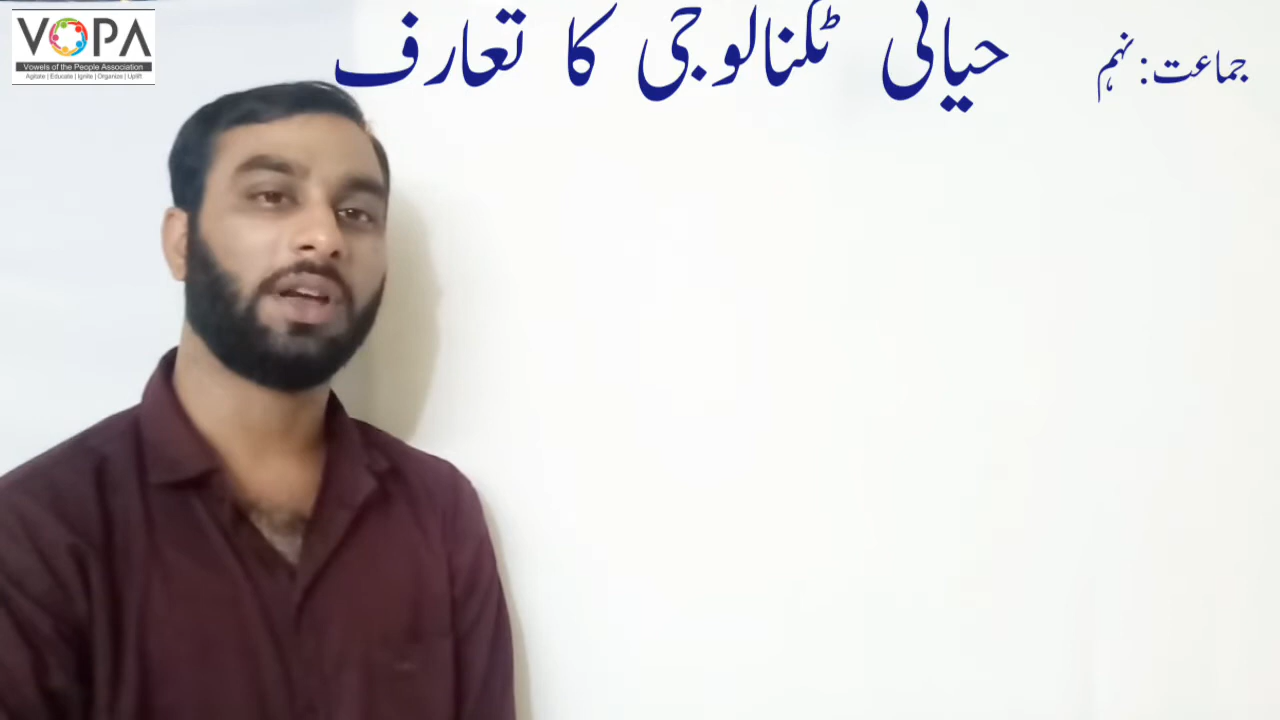 VOPA
Vowels of the People Association
Agitate | Educate | Ignite | Organize | Uplift
حیاتی ٹکنالوجی کا تعارف
جماعت: نہم